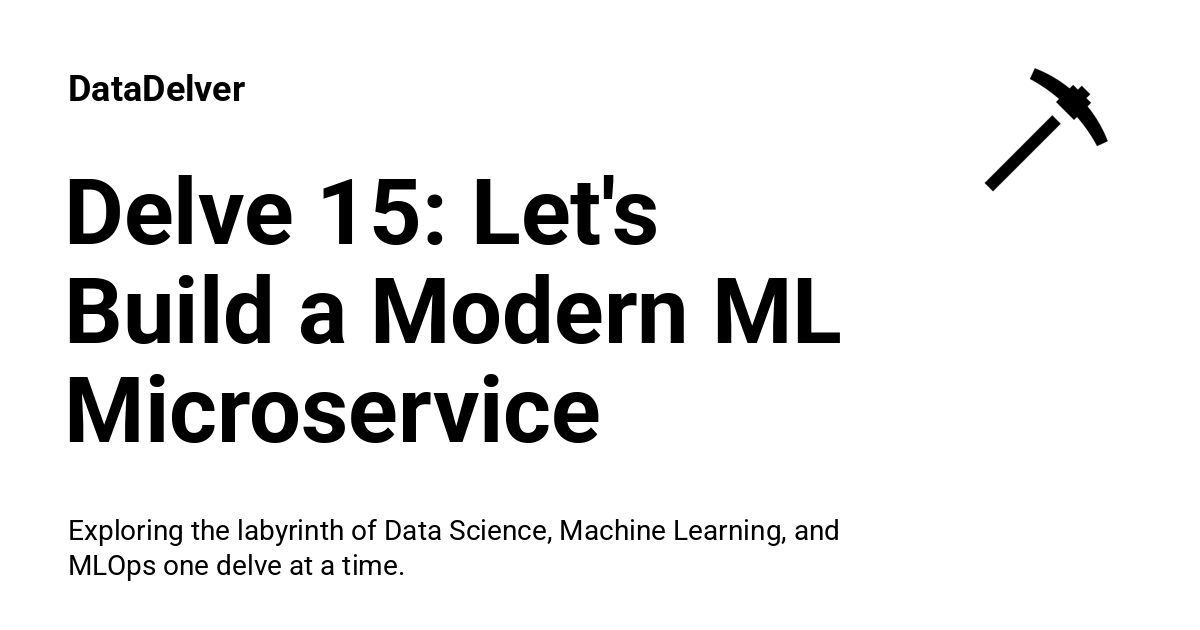 DataDelver
Delve 15: Let's
Build a Modern ML
Microservice
Exploring the labyrinth of Data Science, Machine Learning, and
MLOps one delve at a time.